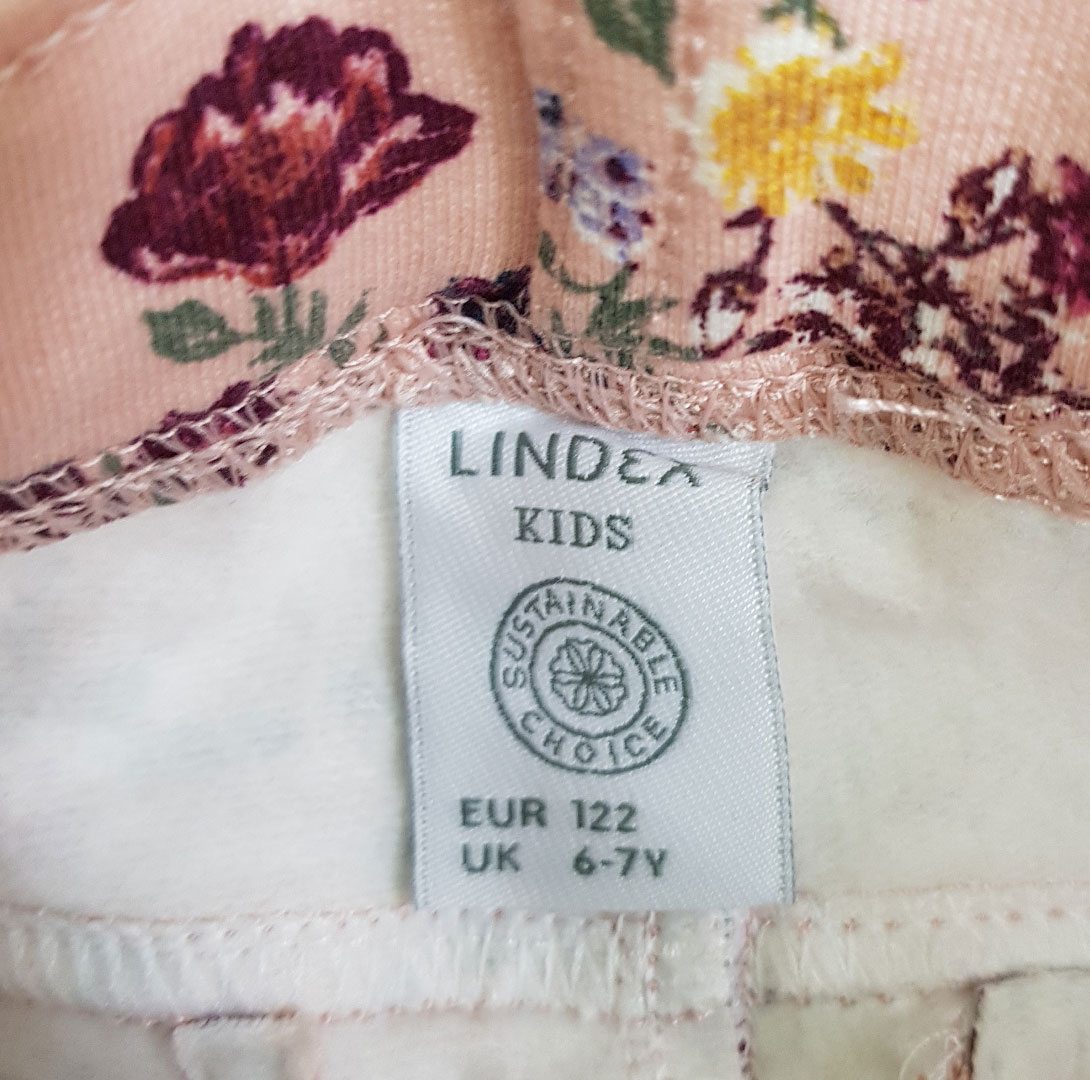 LINDEX
KIDS
SUSTAINABLE
CHOICE
EUR 122
UK 6-7Y